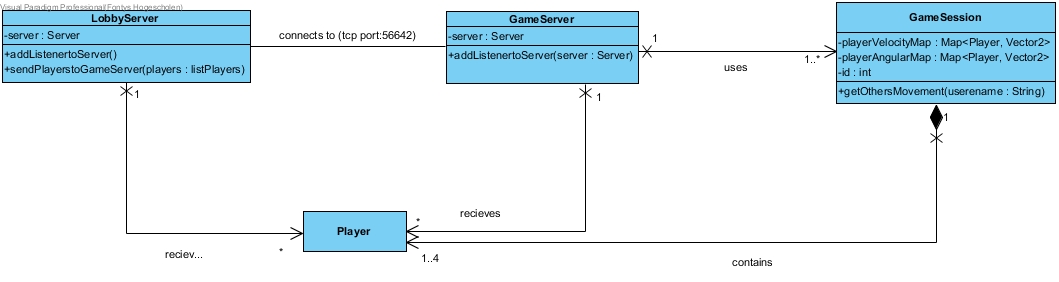 Visual Paradigm Professional(Fontys Hogescholen)
LobbyServer
-server : Server
+addListenertoServer()
+sendPlayerstoGameServer(players : listPlayers)
connects to (tcp port:56642)
GameServer
-server : Server
+addListenertoServer(server : Server)
1
uses
1..*
GameSession
-playerVelocityMap : Map<Player, Vector2>
-playerAngularMap : Map<Player, Vector2>
-id : int
+getOthersMovement(userename : String)
1
1
1
Player
reciev...
*
*
recieves
1..4
contains